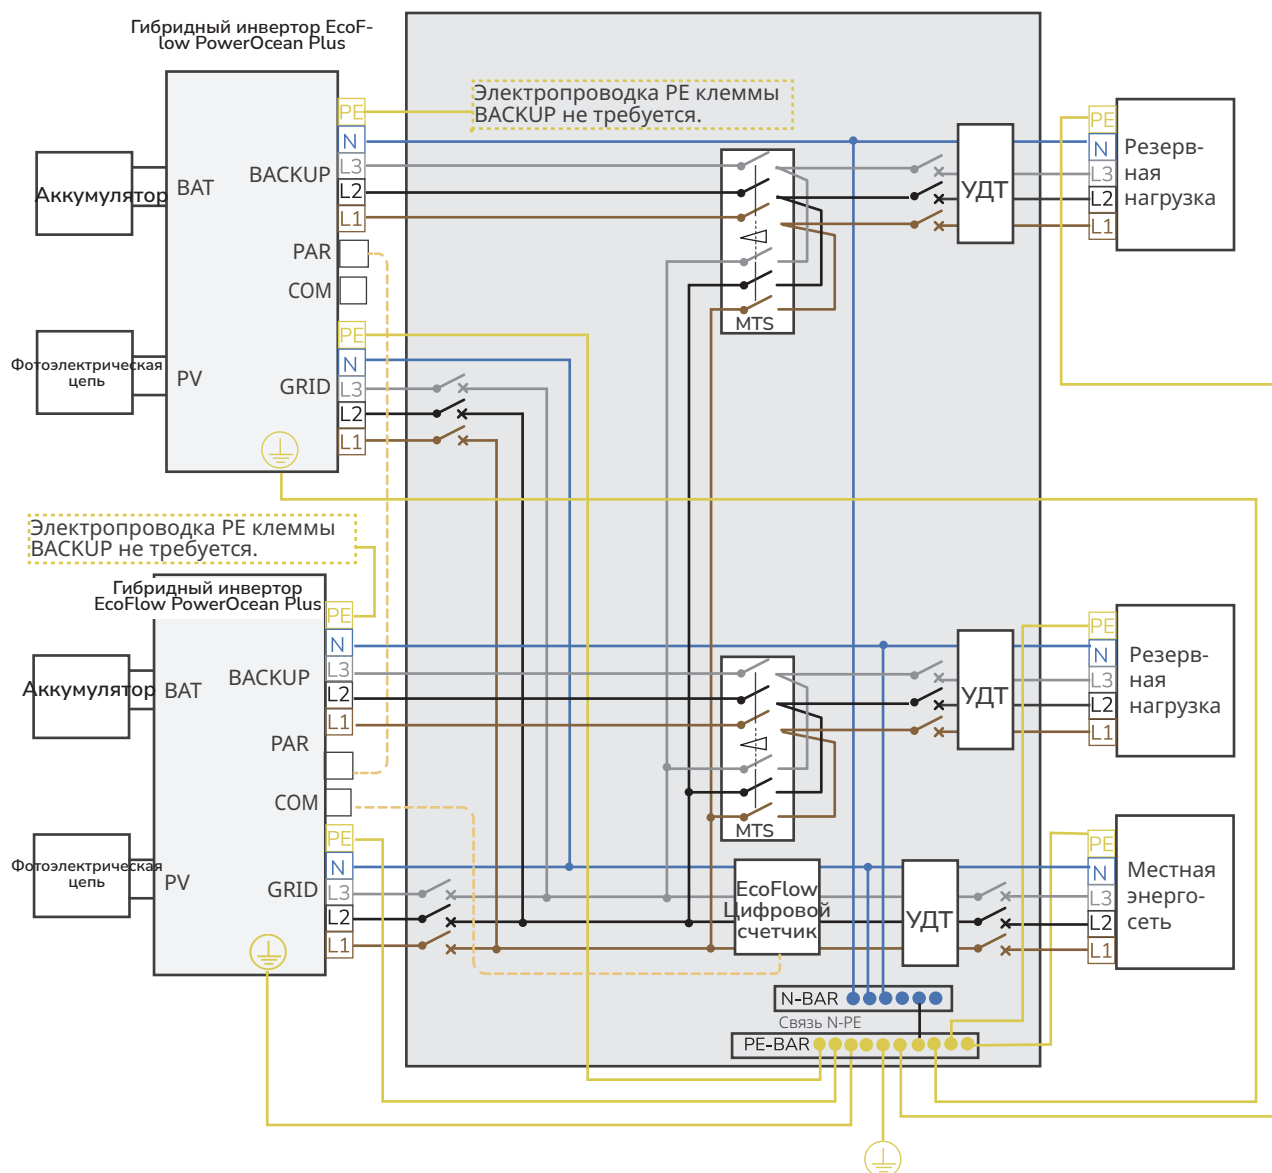 Гибридный инвертор EcoF-
low PowerOcean Plus
Аккумулятор
BAT
BACKUP
PE
N
L3
L2
L1
PAR
COM
Фотоэлектрическая
цепь
PV
GRID
PE
N
L3
L2
L1
Электропроводка PE клеммы
BACKUP не требуется.
MTS
УДТ
PE
N
L3
L2
L1
Резерв-
ная
нагрузка
Электропроводка PE клеммы
BACKUP не требуется.
Гибридный инвертор
EcoFlow PowerOcean Plus
Аккумулятор
BAT
BACKUP
PE
N
L3
L2
L1
PAR
COM
Фотоэлектрическая
цепь
PV
GRID
PE
N
L3
L2
L1
MTS
УДТ
PE
N
L3
L2
L1
Резерв-
ная
нагрузка
EcoFlow
Цифровой
счетчик
УДТ
PE
N
L3
L2
L1
Местная
энерго-
сеть
N-BAR
Связь N-PE
PE-BAR